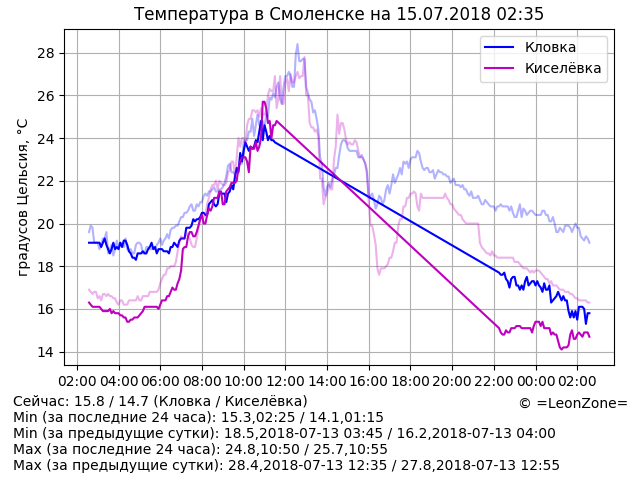 Температура в Смоленске на 15.07.2018 02:35
градусов Цельсия, °C
28
26
24
22
20
18
16
14
Кловка
Киселёвка
02:00 04:00 06:00 08:00 10:00 12:00 14:00 16:00 18:00 20:00 22:00 00:00 02:00
Сейчас: 15.8 / 14.7 (Кловка / Киселёвка)
© =LeonZone=
Min (за последние 24 часа): 15.3,02:25 / 14.1,01:15
Min (за предыдущие сутки): 18.5,2018-07-13 03:45 / 16.2,2018-07-13 04:00
Max (за последние 24 часа): 24.8,10:50 / 25.7,10:55
Max (за предыдущие сутки): 28.4,2018-07-13 12:35 / 27.8,2018-07-13 12:55